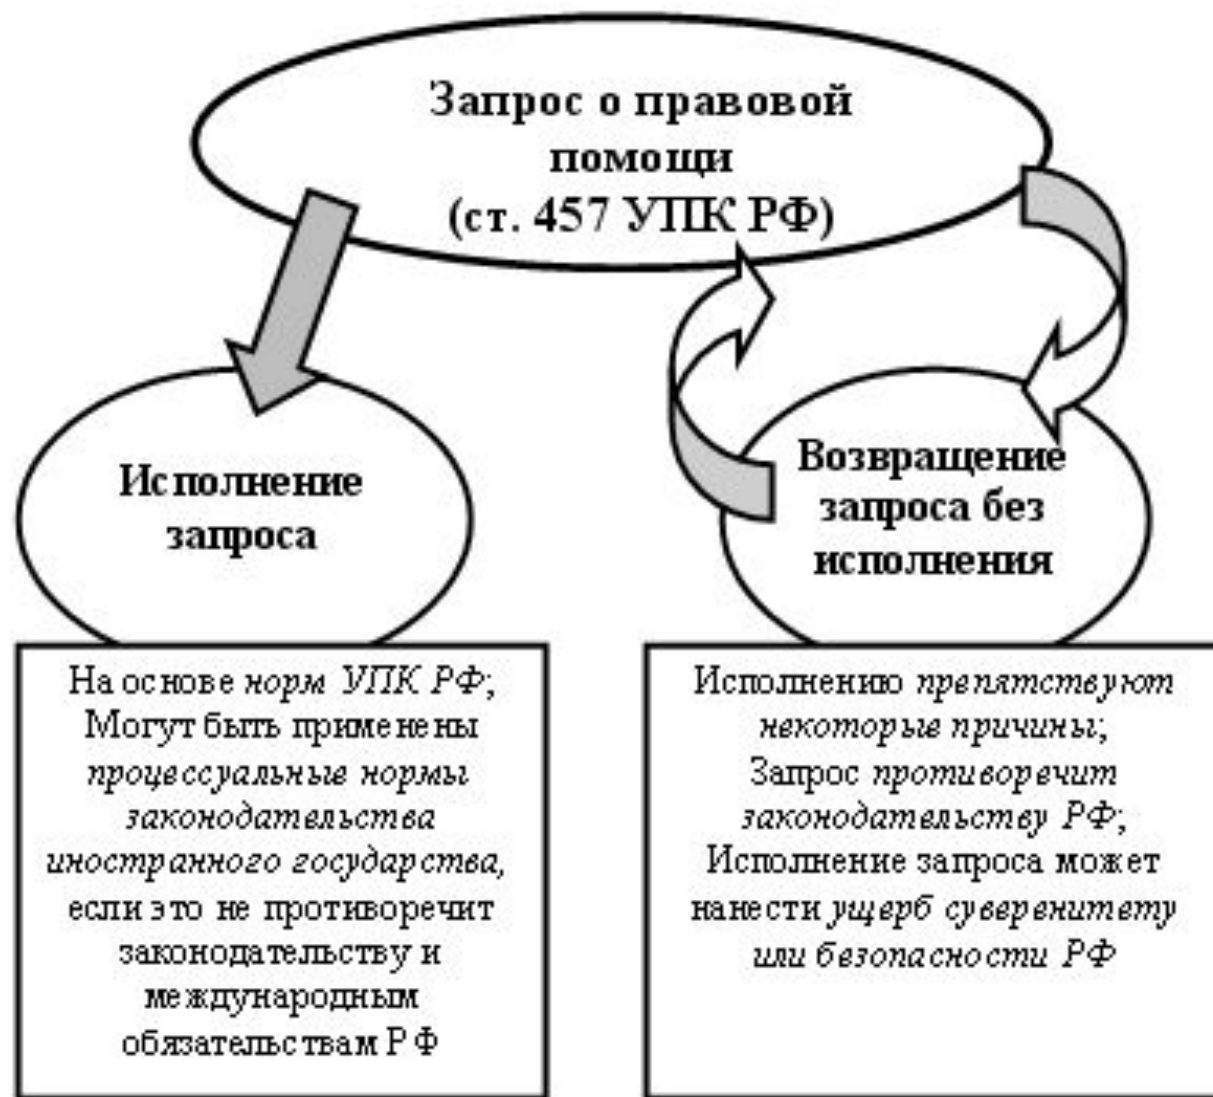 Запрос о правовой
помощи
(ст. 457 УПК РФ)
Исполнение
запроса
Возвращение
запроса без
исполнения
На основе норм УПК РФ;
Могут быть применены
процессуальные нормы
законодательства
иностранного государства,
если это не противоречит
законодательству и
международным
обязательствам РФ
Исполнению препятствуют
некоторые причины;
Запрос противоречит
законодательству РФ;
Исполнение запроса может
нанести ущерб суверенитету
или безопасности РФ